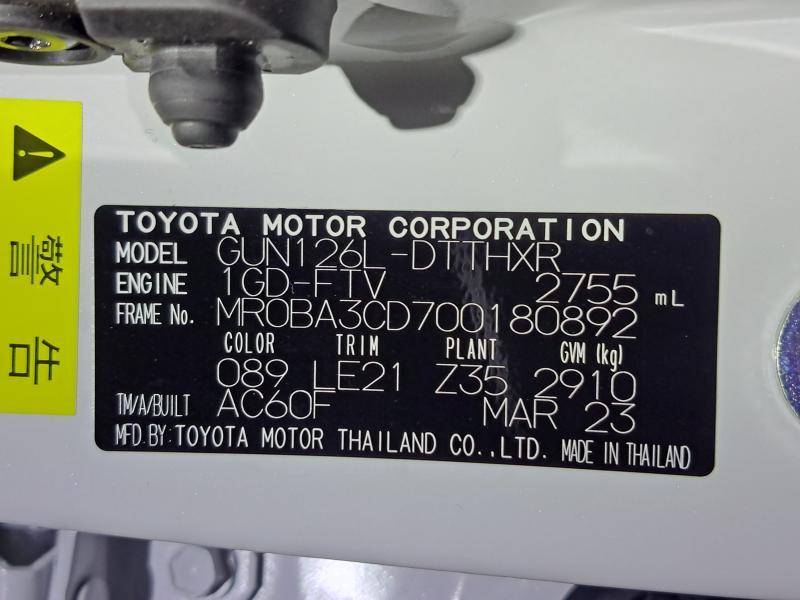 警告
TOYOTA MOTOR CORPORATION
MODEL GUN126L-DTTHXR
ENGINE 1GD-FTV 2755 mL
FRAME No. MR0BA3CD700180892
COLOR TRIM PLANT GVM (kg)
089 LE21 Z35 2910
TM/A/BUILT AC60F MAR 23
MFD.BY:TOYOTA MOTOR THAILAND CO.,LTD. MADE IN THAILAND